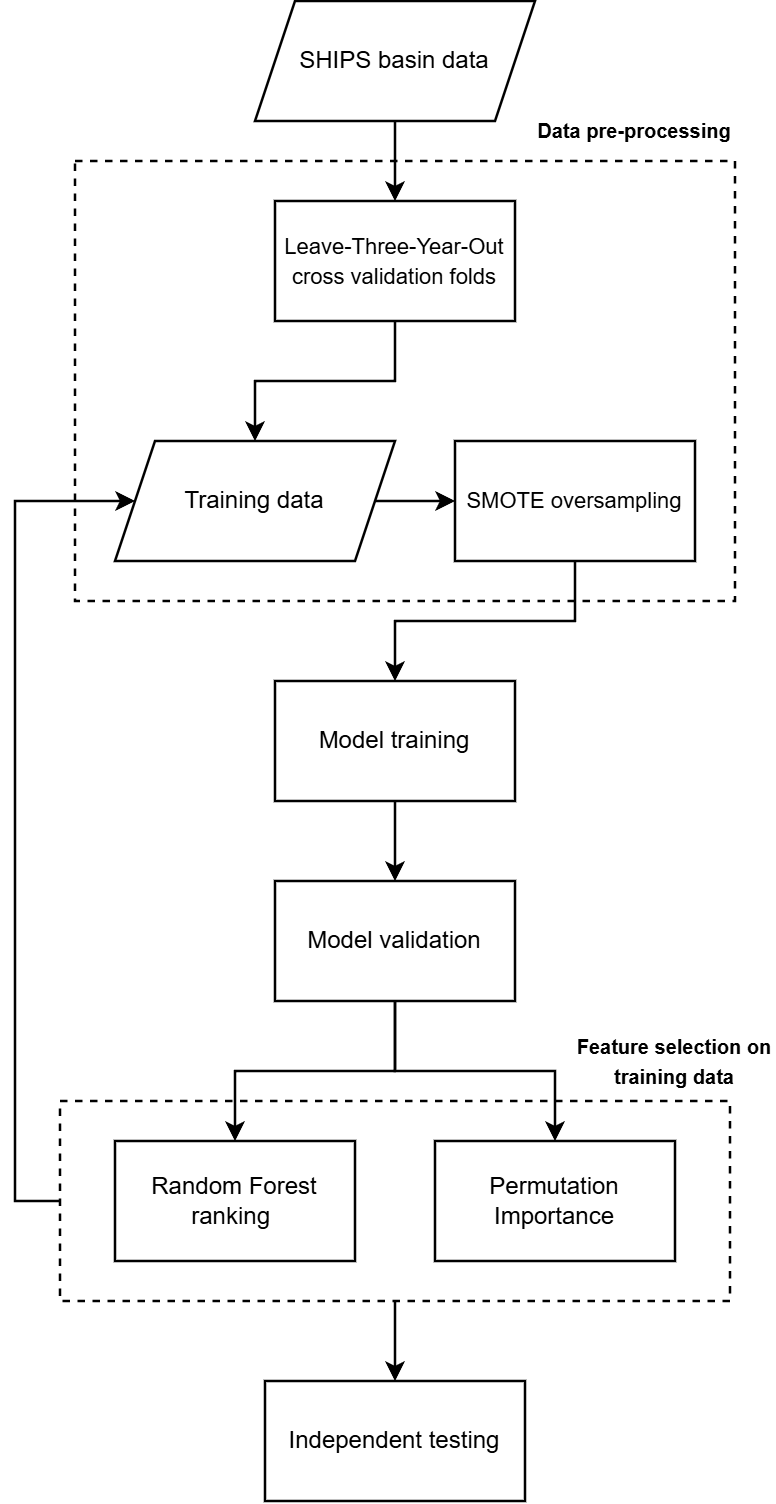 SHIPS basin data
Data pre-processing
Leave-Three-Year-Out
cross validation folds
Training data
SMOTE oversampling
Model training
Model validation
Feature selection on
training data
Random Forest
ranking
Permutation
Importance
Independent testing